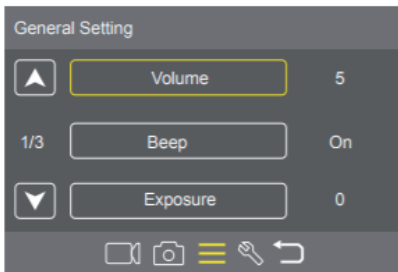 General Setting
Volume 5
1/3 Beep On
Exposure 0